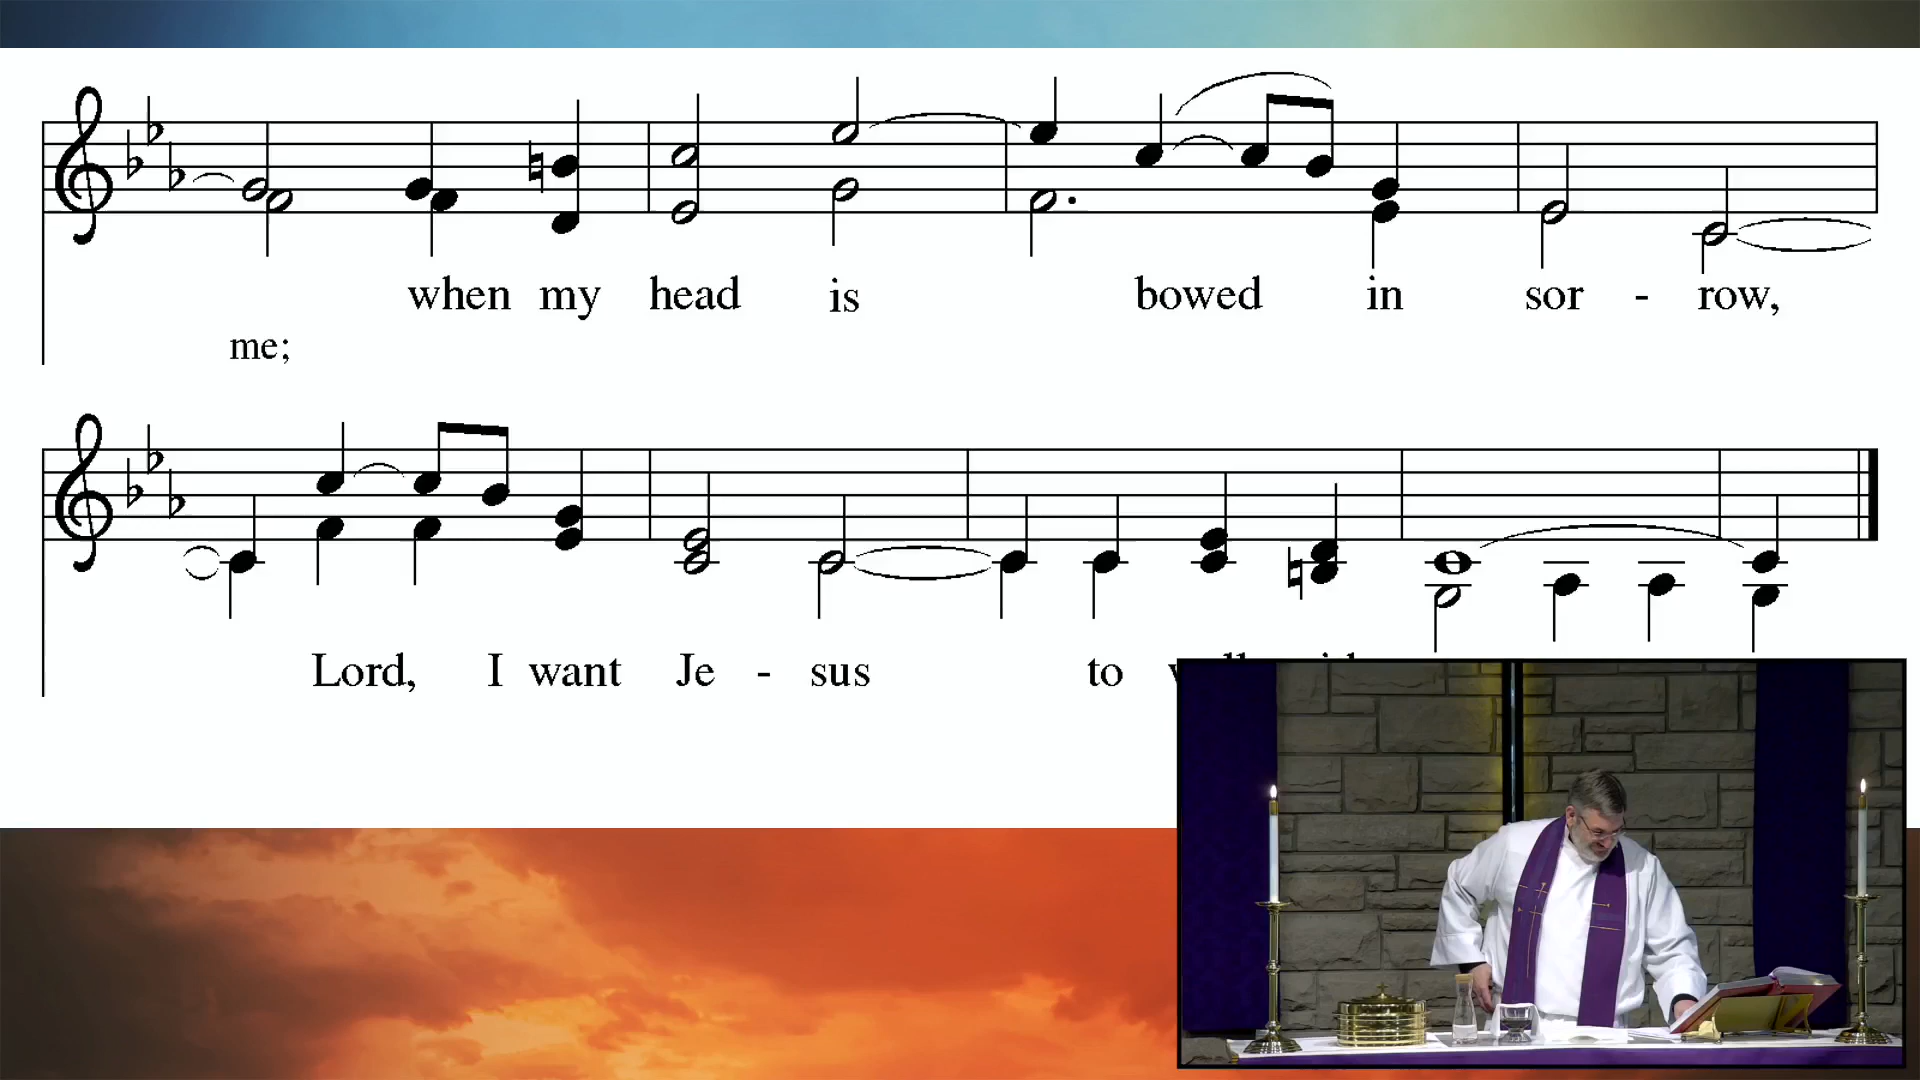 when my head is bowed in sor - row,
me;
Lord, I want Je - sus to